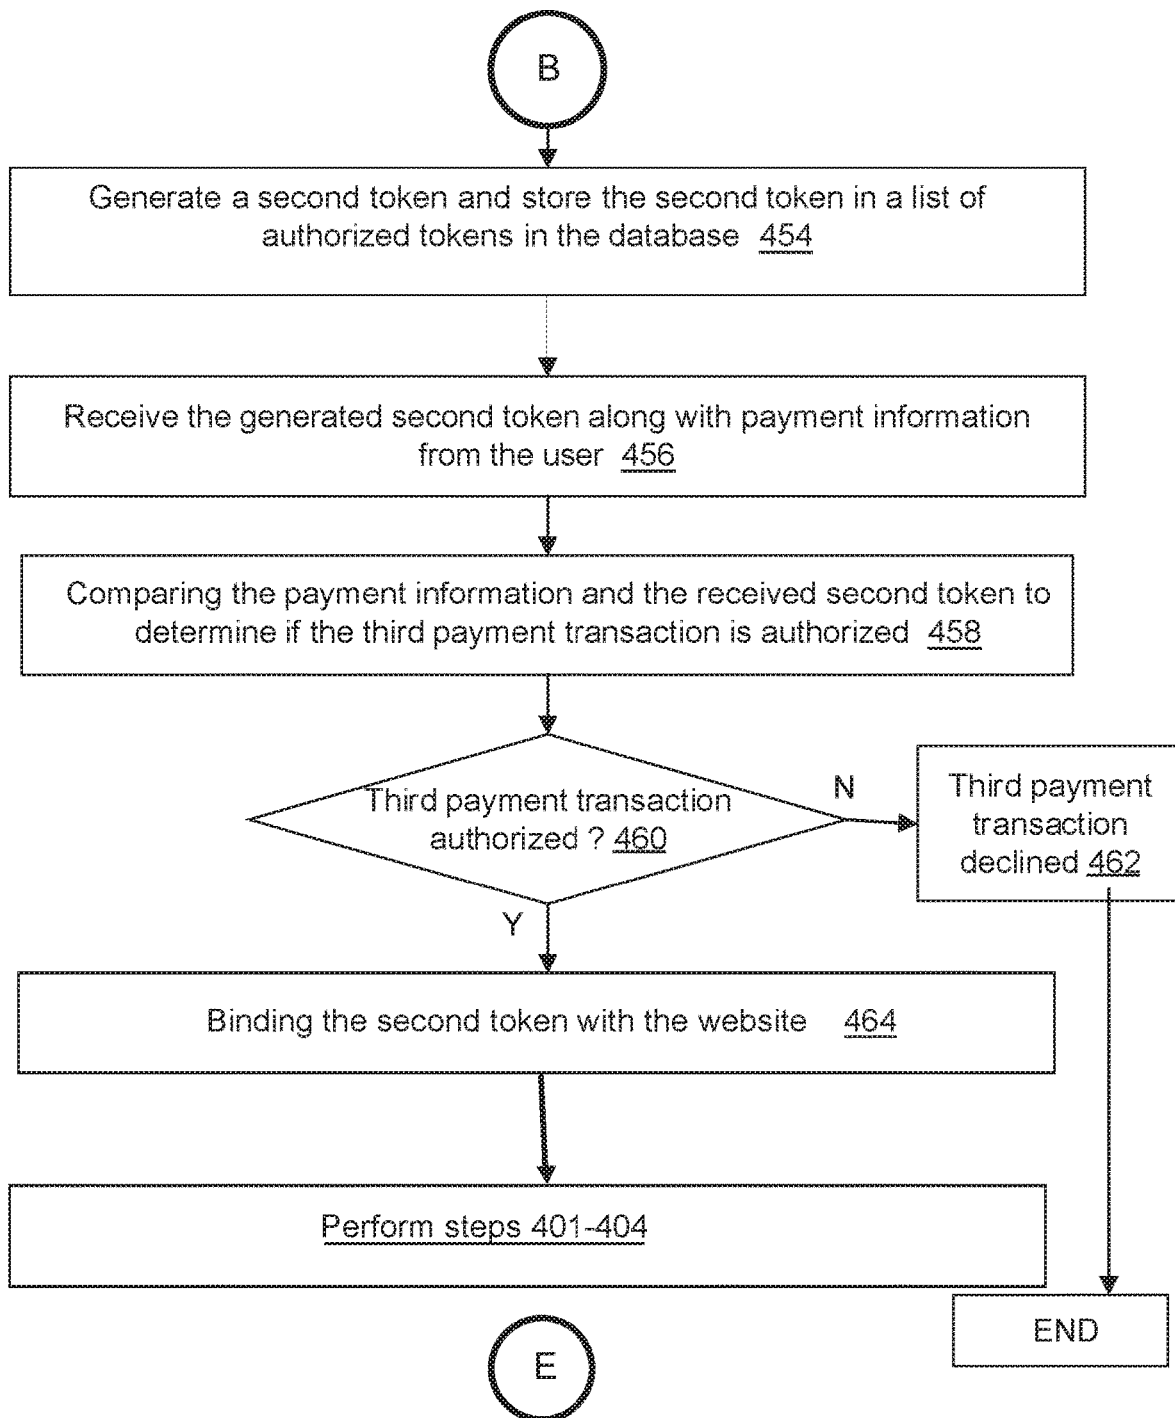 B
Generate a second token and store the second token in a list of
authorized tokens in the database 454
Receive the generated second token along with payment information
from the user 456
Comparing the payment information and the received second token to
determine if the third payment transaction is authorized 458
Third payment transaction
authorized ? 460
N
Third payment
transaction
declined 462
Y
Binding the second token with the website 464
Perform steps 401-404
END
E